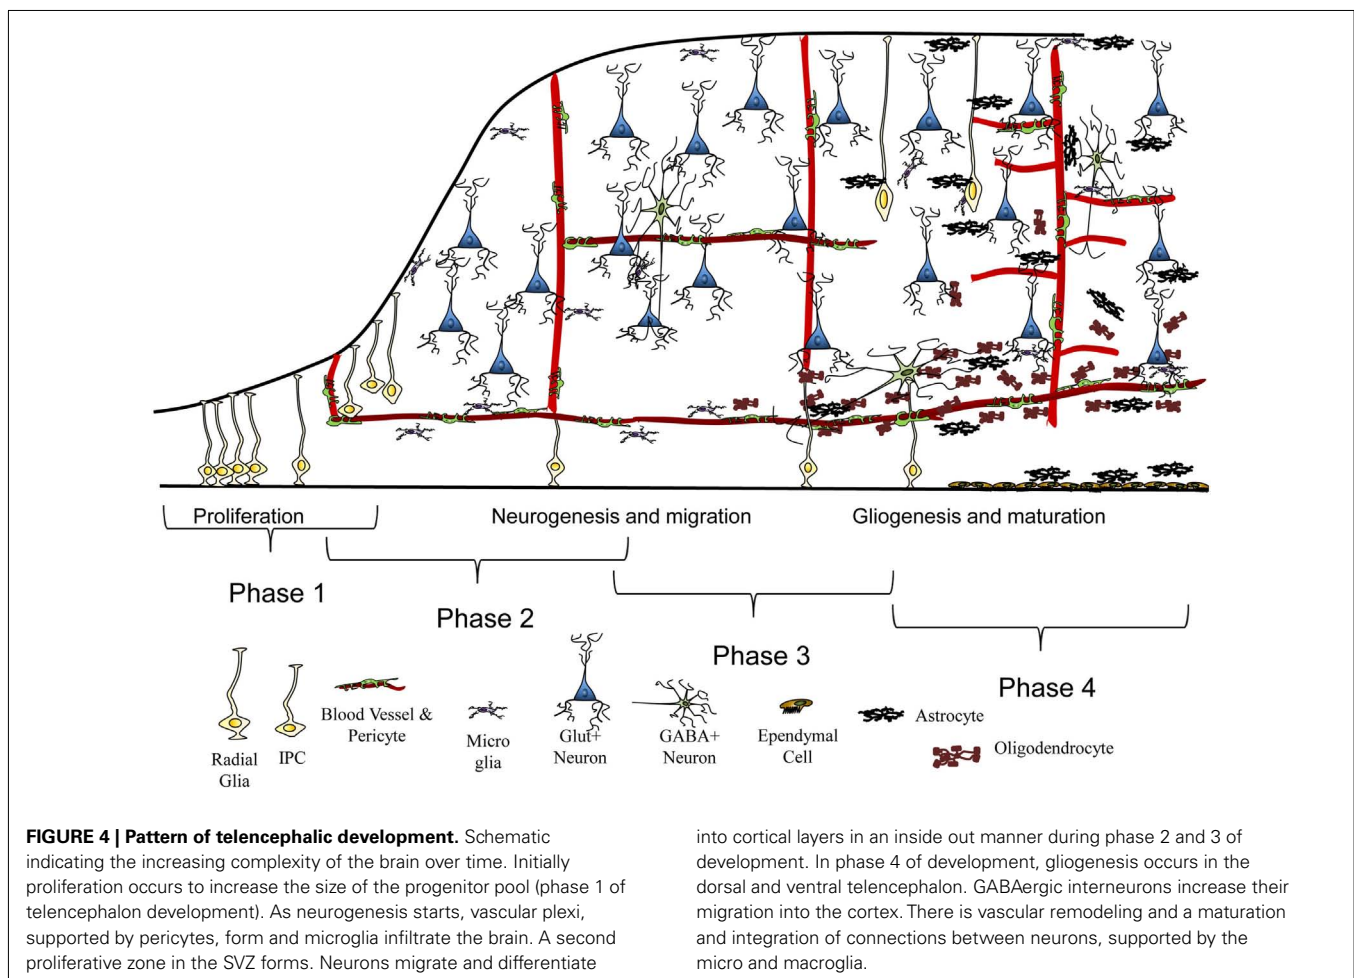 Proliferation
Neurogenesis and migration
Gliogenesis and maturation
Phase 1
Phase 2
Phase 3
Phase 4
Radial
Glia
IPC
Blood Vessel &
Pericyte
Micro
glia
Glut+
Neuron
GABA+
Neuron
Ependymal
Cell
Astrocyte
Oligodendrocyte
FIGURE 4 | Pattern of telencephalic development. Schematic
indicating the increasing complexity of the brain over time. Initially
proliferation occurs to increase the size of the progenitor pool (phase 1 of
telencephalon development). As neurogenesis starts, vascular plexi,
supported by pericytes, form and microglia infiltrate the brain. A second
proliferative zone in the SVZ forms. Neurons migrate and differentiate
into cortical layers in an inside out manner during phase 2 and 3 of
development. In phase 4 of development, gliogenesis occurs in the
dorsal and ventral telencephalon. GABAergic interneurons increase their
migration into the cortex. There is vascular remodeling and a maturation
and integration of connections between neurons, supported by the
micro and macroglia.